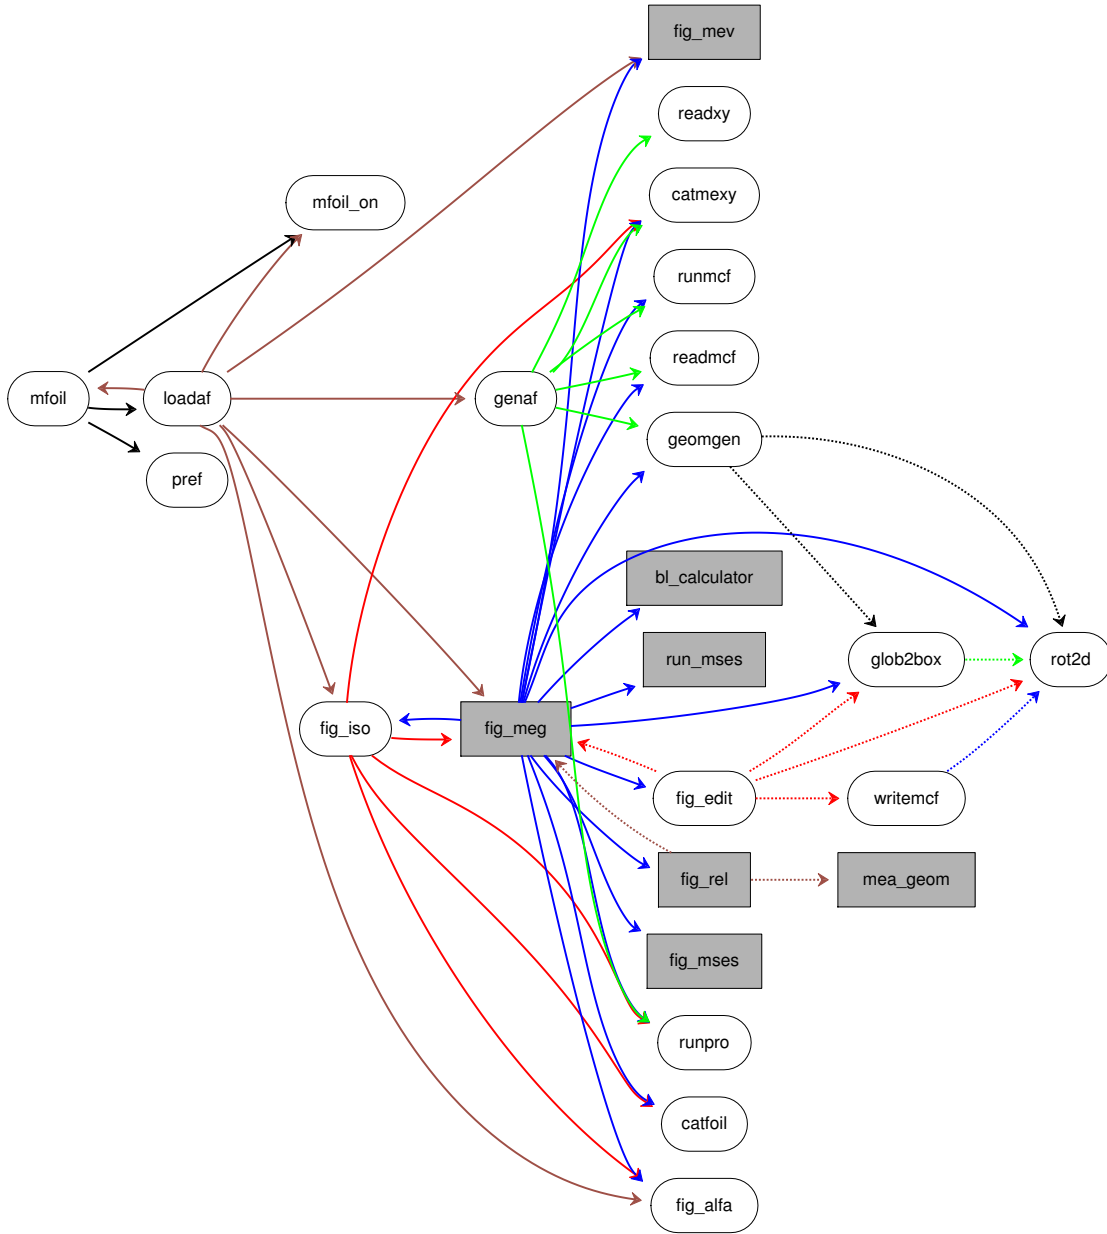 fig_mev
readxy
catmexy
mfoil_on
runmcf
readmcf
mfoil
loadaf
genaf
geomgen
pref
bl_calculator
run_mses
glob2box
rot2d
fig_iso
fig_meg
fig_edit
writemcf
fig_rel
mea_geom
fig_mses
runpro
catfoil
fig_alfa